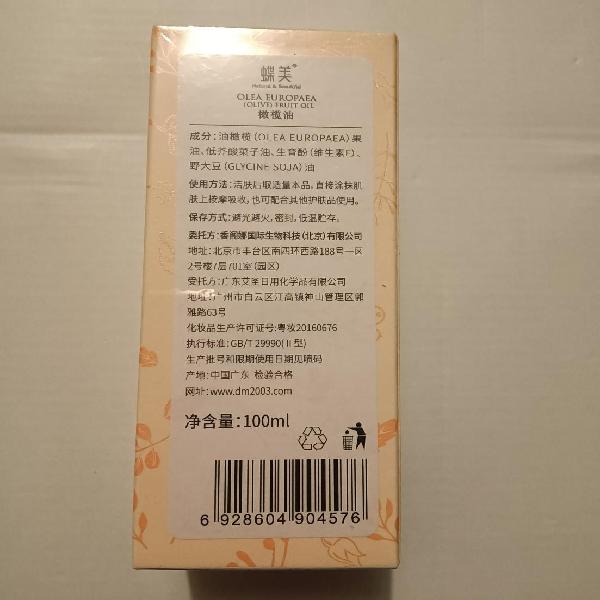 蝶美
Natural & Beautiful
OLEA EUROPAEA
(OLIVE) FRUIT OIL
橄榄油
成分：油橄榄（OLEA EUROPAEA）果
油、低芥酸菜子油、生育酚（维生素E）、
野大豆（GLYCINE SOJA）油
使用方法：洁肤后取适量本品，直接涂抹肌
肤上按摩吸收，也可配合其他护肤品使用。
保存方式：避光避火，密封，低温贮存。
委托方：香阁娜国际生物科技（北京）有限公司
地址：北京市丰台区南四环西路188号一区
2号楼7层701室（园区）
受托方：广东艾圣日用化学品有限公司
地址：广州市白云区江高镇神山管理区郭
雅路63号
化妆品生产许可证号:粤妆20160676
执行标准：GB/T 29990(II型)
生产批号和限期使用日期见喷码
产地：中国广东 检验合格
网址：www.dm2003.com
净含量：100ml
6 928604 904576